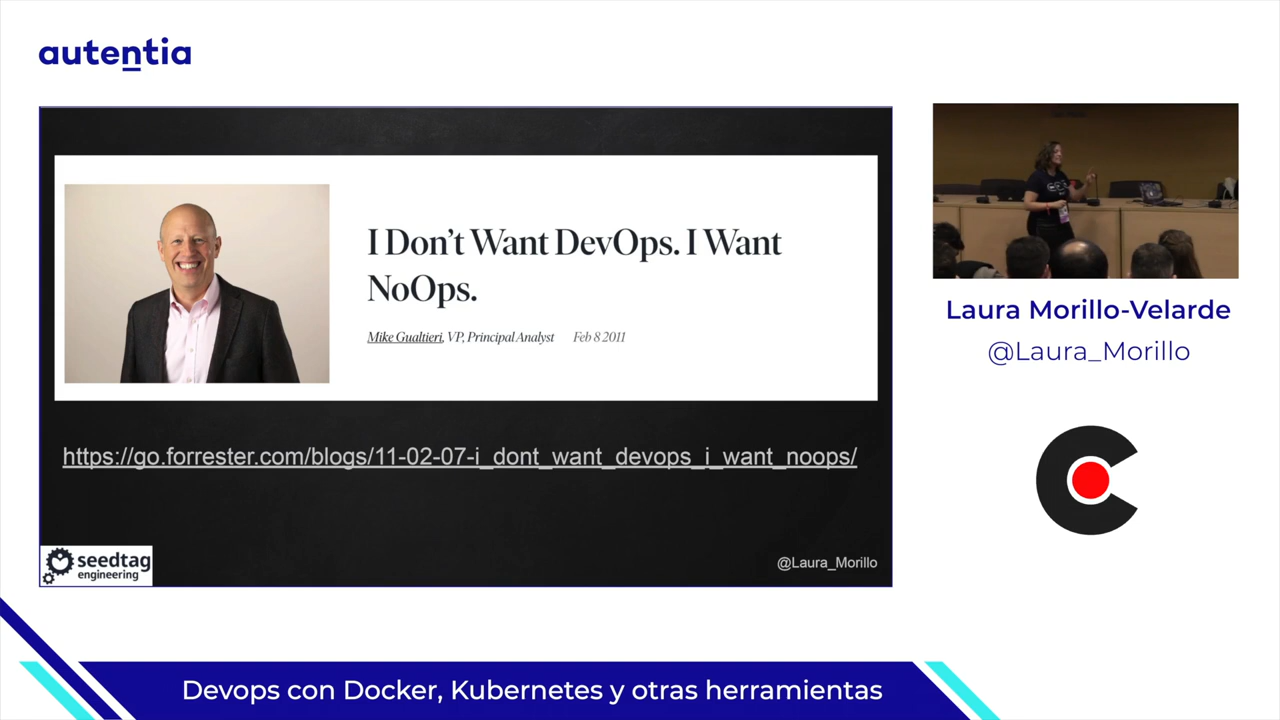 autentia
I Don't Want DevOps. I Want
NoOps.
Mike Gualtieri, VP, Principal Analyst Feb 8 2011
https://go.forrester.com/blogs/11-02-07-i_dont_want_devops_i_want_noops/
seedtag
engineering
@Laura_Morillo
Laura Morillo-Velarde
@Laura_Morillo
Devops con Docker, Kubernetes y otras herramientas